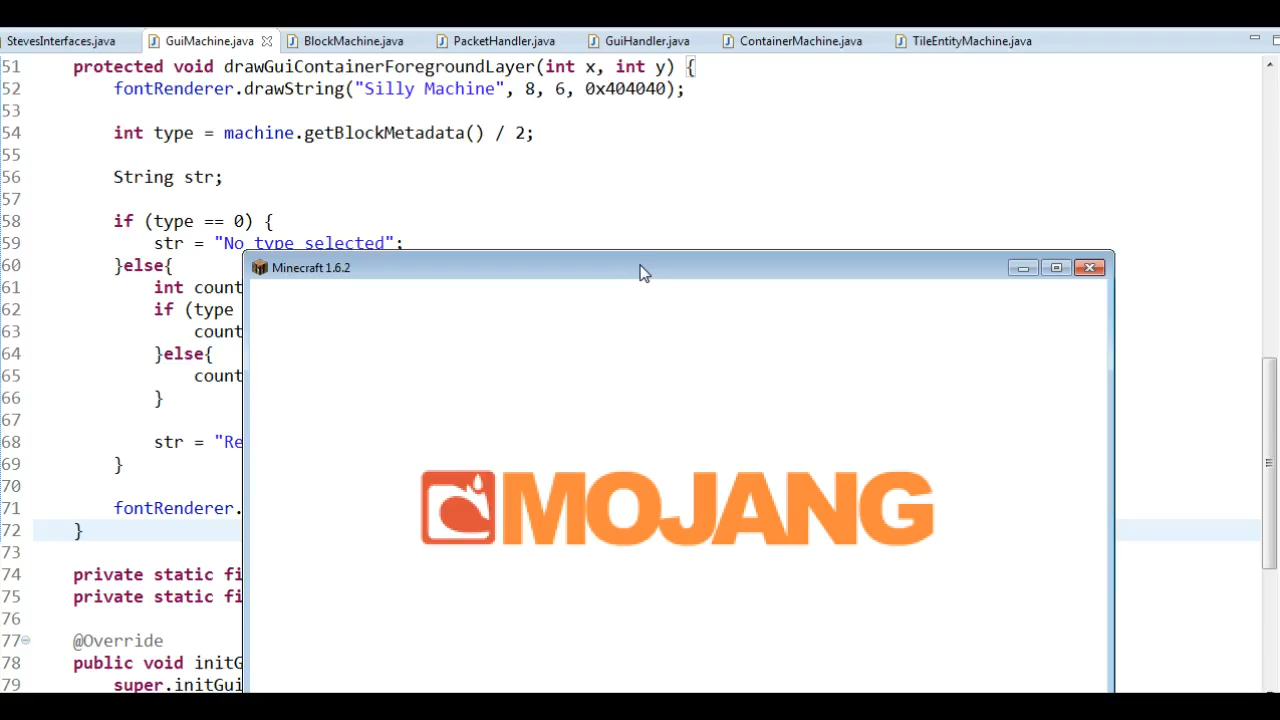 StevesInterfaces.java GuiMachine.java BlockMachine.java PacketHandler.java GuiHandler.java ContainerMachine.java TileEntityMachine.java
51 protected void drawGuiContainerForegroundLayer(int x, int y) {
52 fontRenderer.drawString("Silly Machine", 8, 6, 0x404040);
53
54 int type = machine.getBlockMetadata() / 2;
55
56 String str;
57
58 if (type == 0) {
59 str = "No type selected";
60 }else{
Minecraft 1.6.2
61 int count
62 if (type
63 count
64 }else{
65 count
66 }
67
68 str = "Re
69 }
70
71 fontRenderer.
MOJANG
72 }
73
74 private static fi
75 private static fi
76
77 @Override
78 public void initG
79 super.initGui